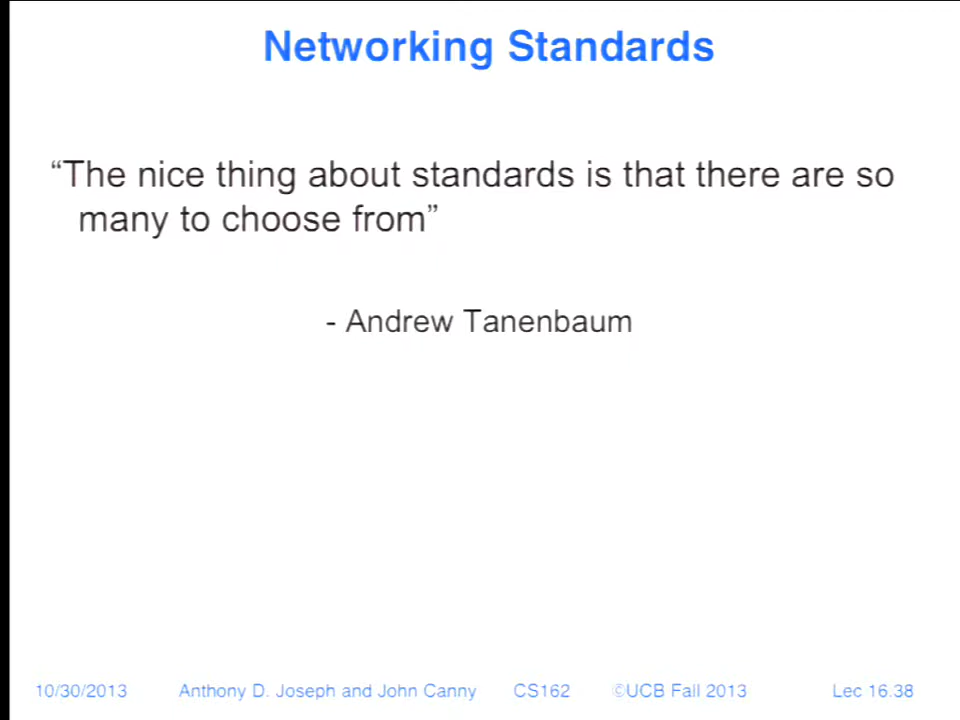 Networking Standards
“The nice thing about standards is that there are so
many to choose from”
- Andrew Tanenbaum
10/30/2013 Anthony D. Joseph and John Canny CS162 ©UCB Fall 2013 Lec 16.38